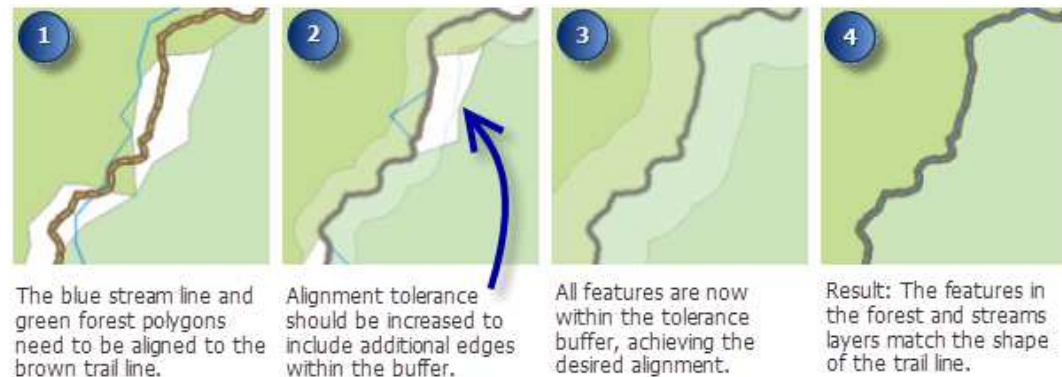 1
2
3
4
The blue stream line and
green forest polygons
need to be aligned to the
brown trail line.
Alignment tolerance
should be increased to
include additional edges
within the buffer.
All features are now
within the tolerance
buffer, achieving the
desired alignment.
Result: The features in
the forest and streams
layers match the shape
of the trail line.